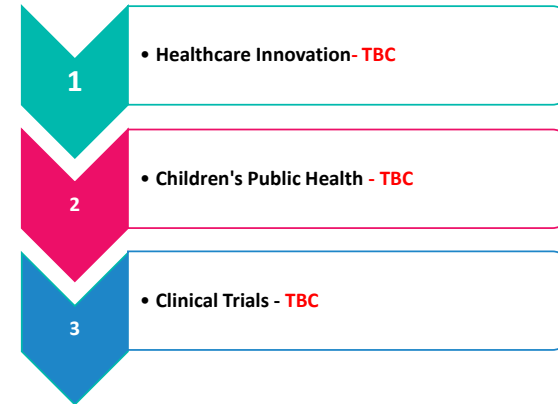 1
• Healthcare Innovation- TBC
2
• Children's Public Health - TBC
3
• Clinical Trials - TBC